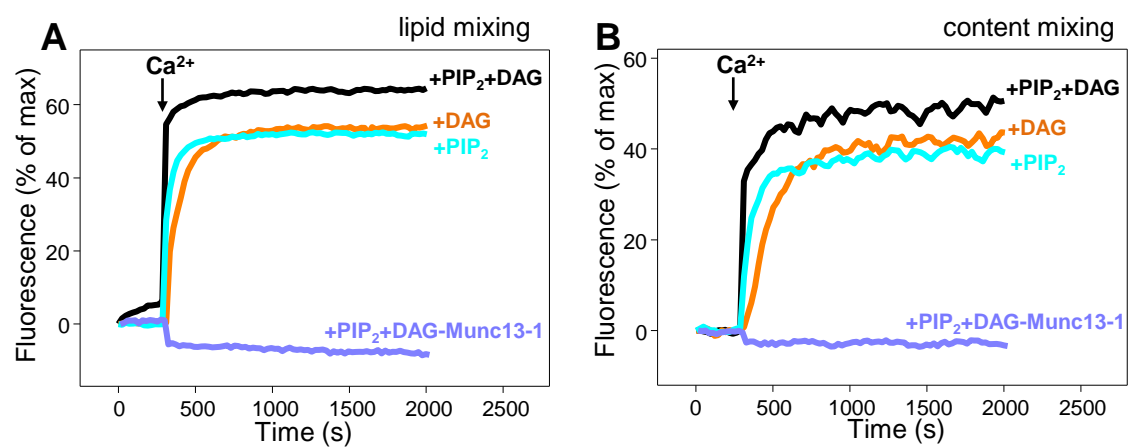 A
lipid mixing
Ca²⁺
+PIP₂+DAG
+DAG
+PIP₂
+PIP₂+DAG-Munc13-1
Fluorescence (% of max)
60
40
20
0
0 500 1000 1500 2000 2500
Time (s)
B
content mixing
Ca²⁺
+PIP₂+DAG
+DAG
+PIP₂
+PIP₂+DAG-Munc13-1
Fluorescence (% of max)
60
40
20
0
0 500 1000 1500 2000 2500
Time (s)